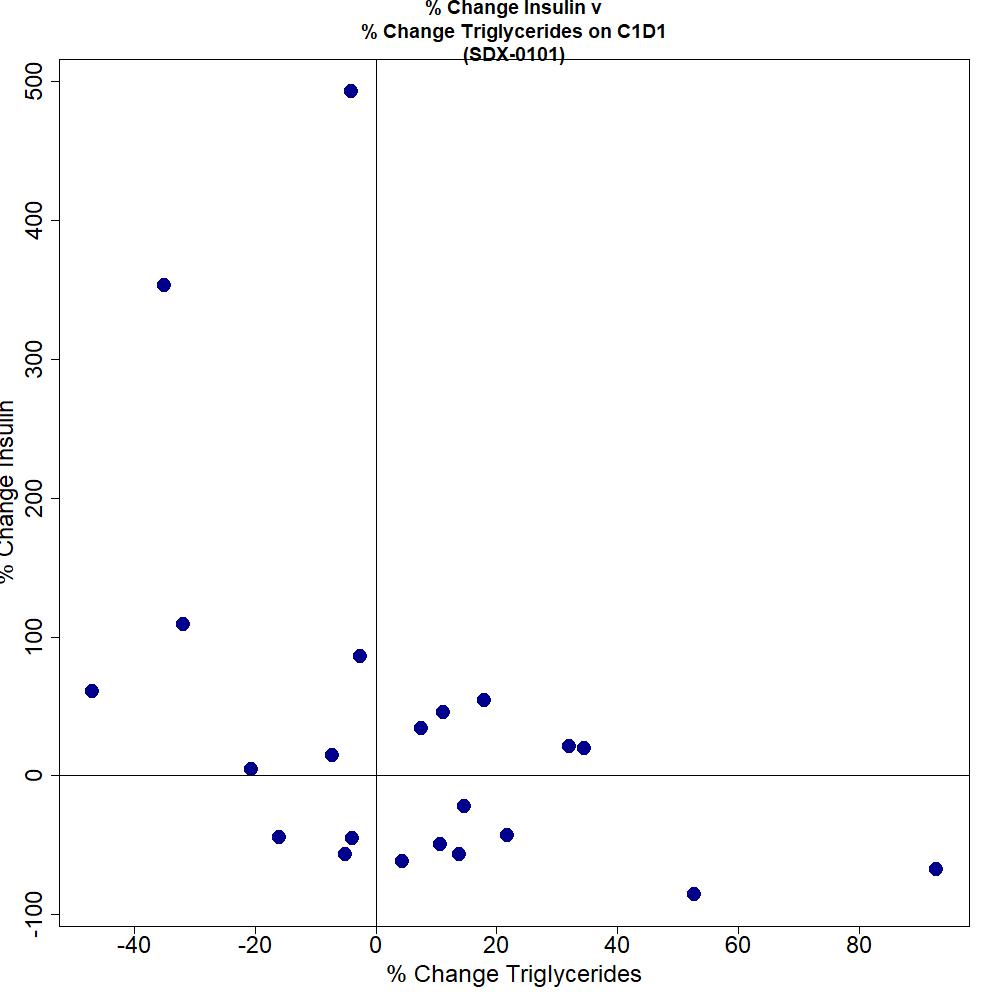 % Change Insulin v
% Change Triglycerides on C1D1
(SDX-0101)
500
400
300
200
100
0
-100
% Change Insulin
-40
-20
0
20
40
60
80
% Change Triglycerides